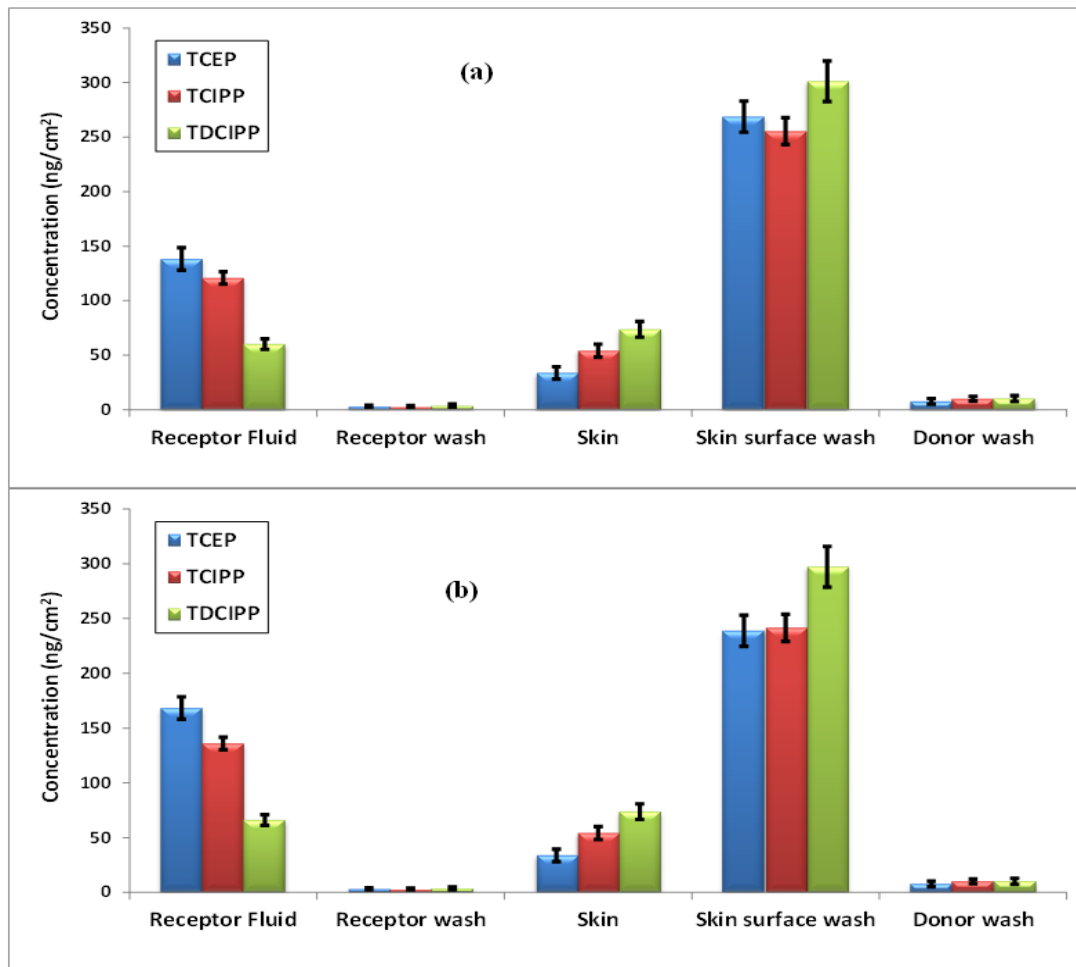 350
300
250
200
150
100
50
0
Concentration (ng/cm²)
TCEP
TCIPP
TDCIPP
(a)
Receptor Fluid Receptor wash Skin Skin surface wash Donor wash
350
300
250
200
150
100
50
0
Concentration (ng/cm²)
TCEP
TCIPP
TDCIPP
(b)
Receptor Fluid Receptor wash Skin Skin surface wash Donor wash